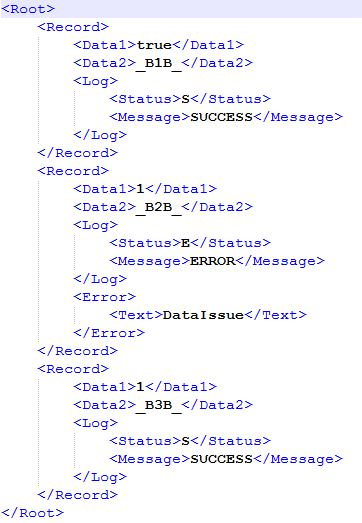 <Root>
    <Record>
        <Data1>true</Data1>
        <Data2>_B1B_</Data2>
        <Log>
            <Status>S</Status>
            <Message>SUCCESS</Message>
        </Log>
    </Record>
    <Record>
        <Data1>1</Data1>
        <Data2>_B2B_</Data2>
        <Log>
            <Status>E</Status>
            <Message>ERROR</Message>
        </Log>
        <Error>
            <Text>DataIssue</Text>
        </Error>
    </Record>
    <Record>
        <Data1>1</Data1>
        <Data2>_B3B_</Data2>
        <Log>
            <Status>S</Status>
            <Message>SUCCESS</Message>
        </Log>
    </Record>
</Root>